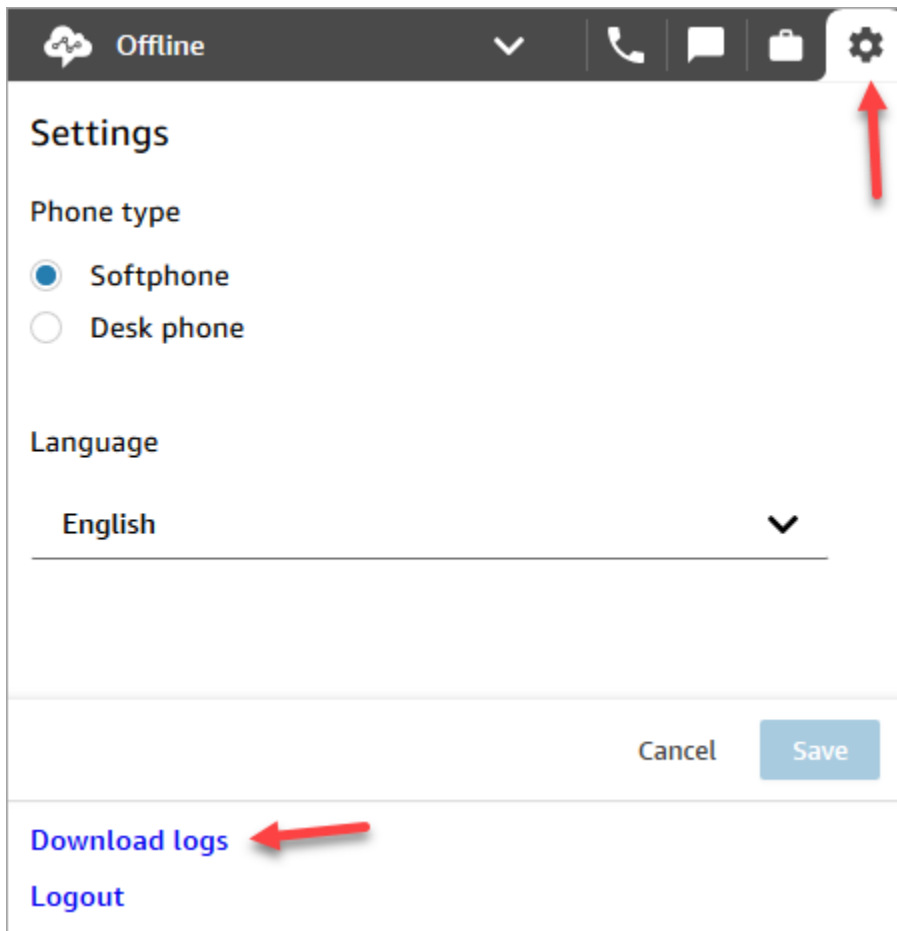 Offline
Settings
Phone type
Softphone
Desk phone
Language
English
Cancel Save
Download logs
Logout